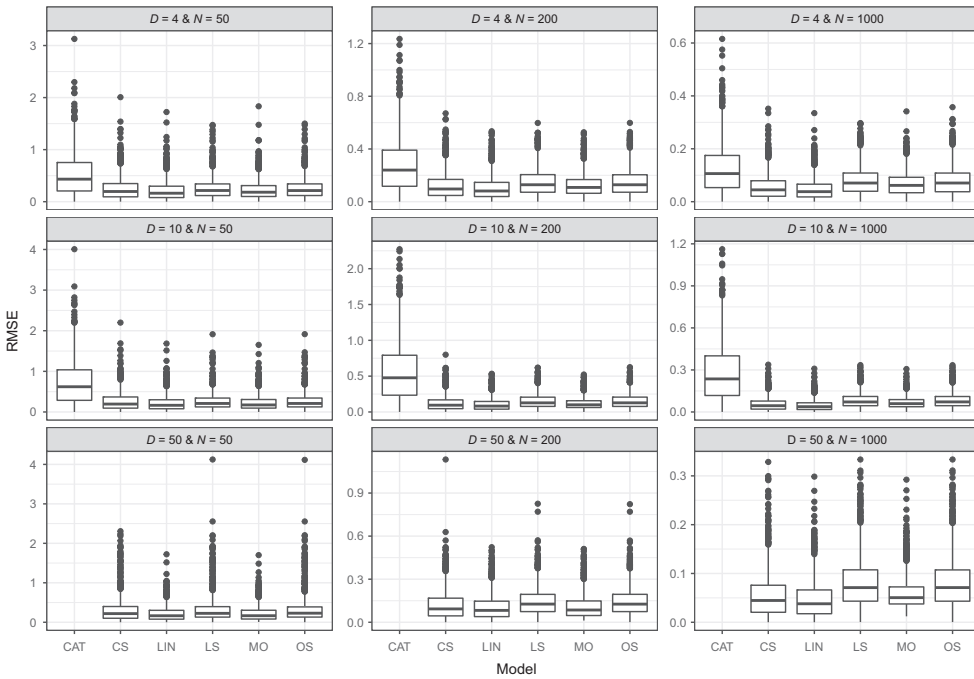 D = 4 & N = 50
D = 4 & N = 200
D = 4 & N = 1000
3
2
1
0
1.2
0.8
0.4
0.0
0.6
0.4
0.2
0.0
D = 10 & N = 50
D = 10 & N = 200
D = 10 & N = 1000
4
3
2
1
0
2.0
1.5
1.0
0.5
0.0
1.2
0.9
0.6
0.3
0.0
RMSE
D = 50 & N = 50
D = 50 & N = 200
D = 50 & N = 1000
4
3
2
1
0
0.9
0.6
0.3
0.0
0.3
0.2
0.1
0.0
CAT CS LIN LS MO OS
CAT CS LIN LS MO OS
CAT CS LIN LS MO OS
Model